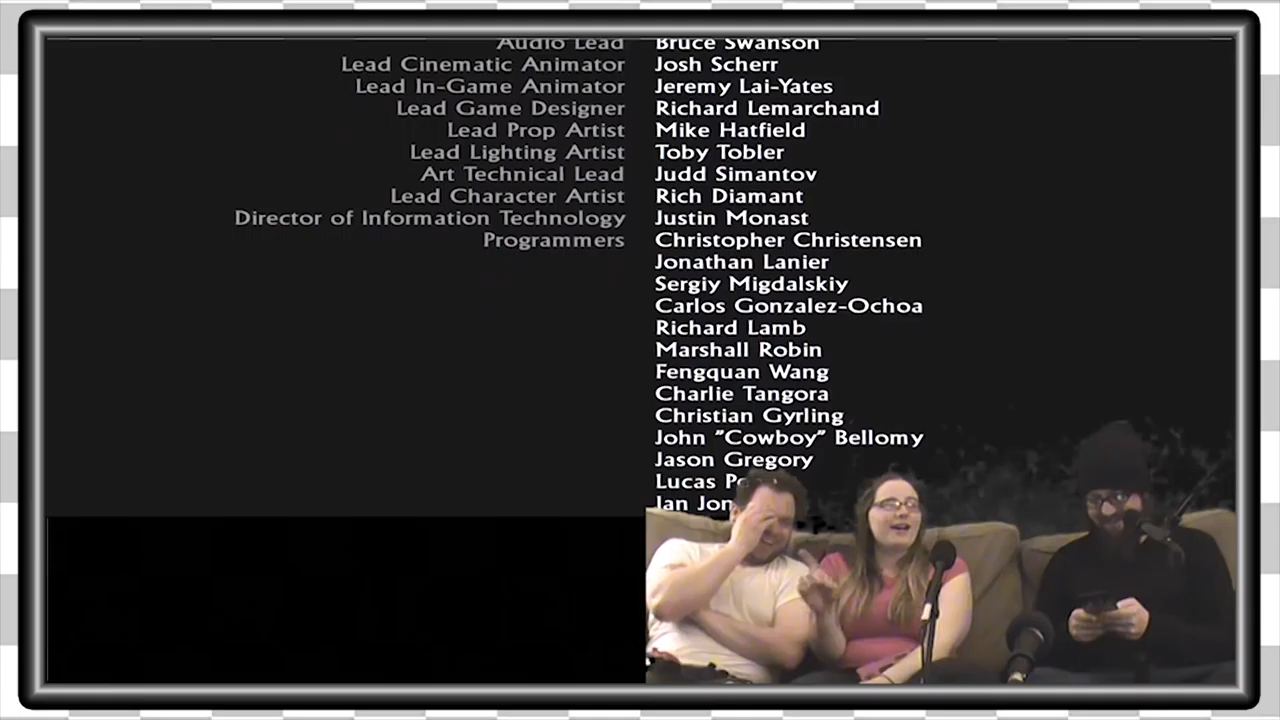 Audio Lead Bruce Swanson
Lead Cinematic Animator Josh Scherr
Lead In-Game Animator Jeremy Lai-Yates
Lead Game Designer Richard Lemarchand
Lead Prop Artist Mike Hatfield
Lead Lighting Artist Toby Tobler
Art Technical Lead Judd Simantov
Lead Character Artist Rich Diamant
Director of Information Technology Justin Monast
Programmers Christopher Christensen
Jonathan Lanier
Sergiy Migdalskiy
Carlos Gonzalez-Ochoa
Richard Lamb
Marshall Robin
Fengquan Wang
Charlie Tangora
Christian Gyrling
John "Cowboy" Bellomy
Jason Gregory
Lucas
Ian